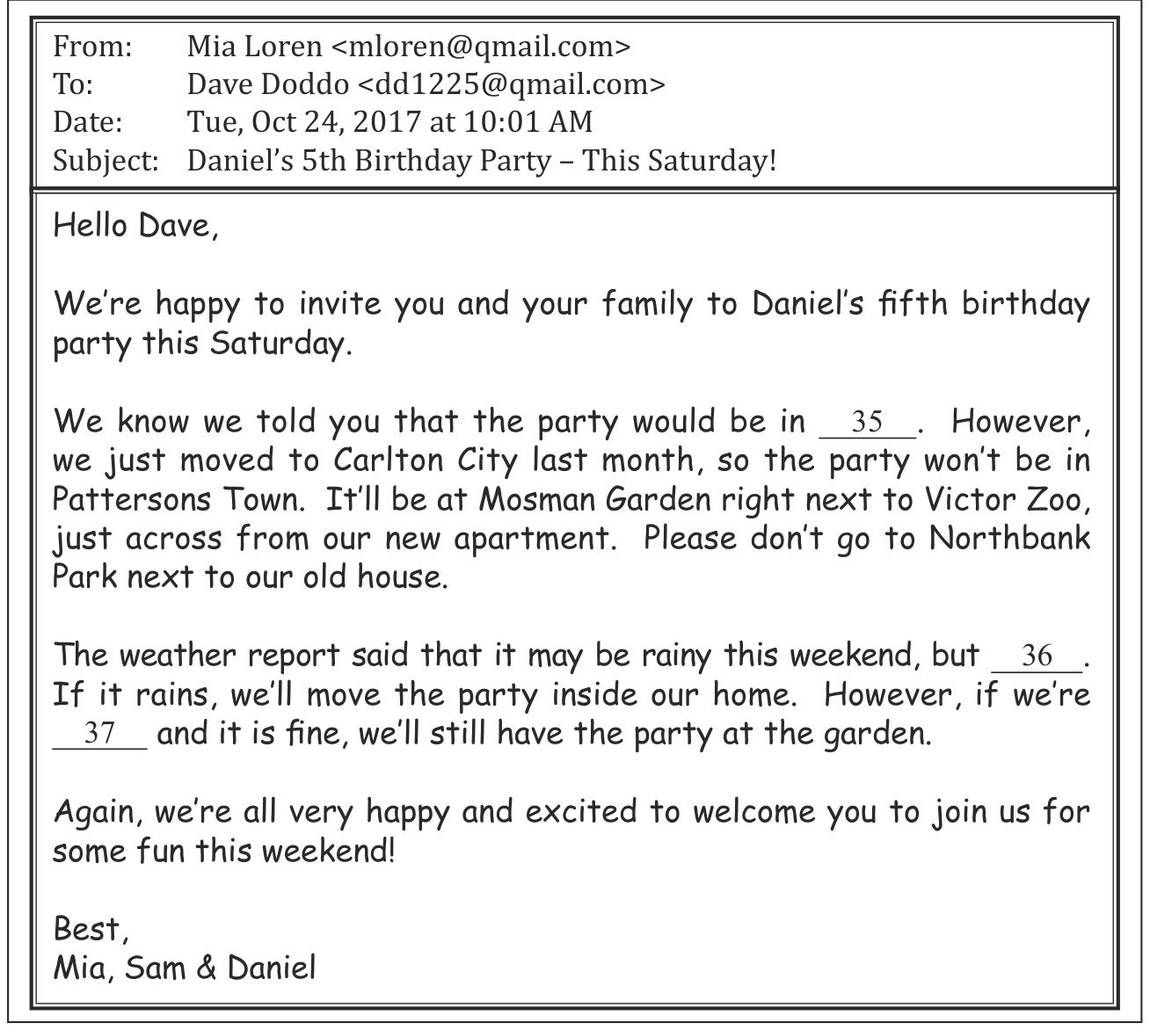 From: Mia Loren <mloren@qmail.com>
To: Dave Doddo <dd1225@qmail.com>
Date: Tue, Oct 24, 2017 at 10:01 AM
Subject: Daniel’s 5th Birthday Party – This Saturday!
Hello Dave,
We’re happy to invite you and your family to Daniel’s fifth birthday
party this Saturday.
We know we told you that the party would be in 35. However,
we just moved to Carlton City last month, so the party won’t be in
Pattersons Town. It’ll be at Mosman Garden right next to Victor Zoo,
just across from our new apartment. Please don’t go to Northbank
Park next to our old house.
The weather report said that it may be rainy this weekend, but 36.
If it rains, we’ll move the party inside our home. However, if we’re
37 and it is fine, we’ll still have the party at the garden.
Again, we’re all very happy and excited to welcome you to join us for
some fun this weekend!
Best,
Mia, Sam & Daniel